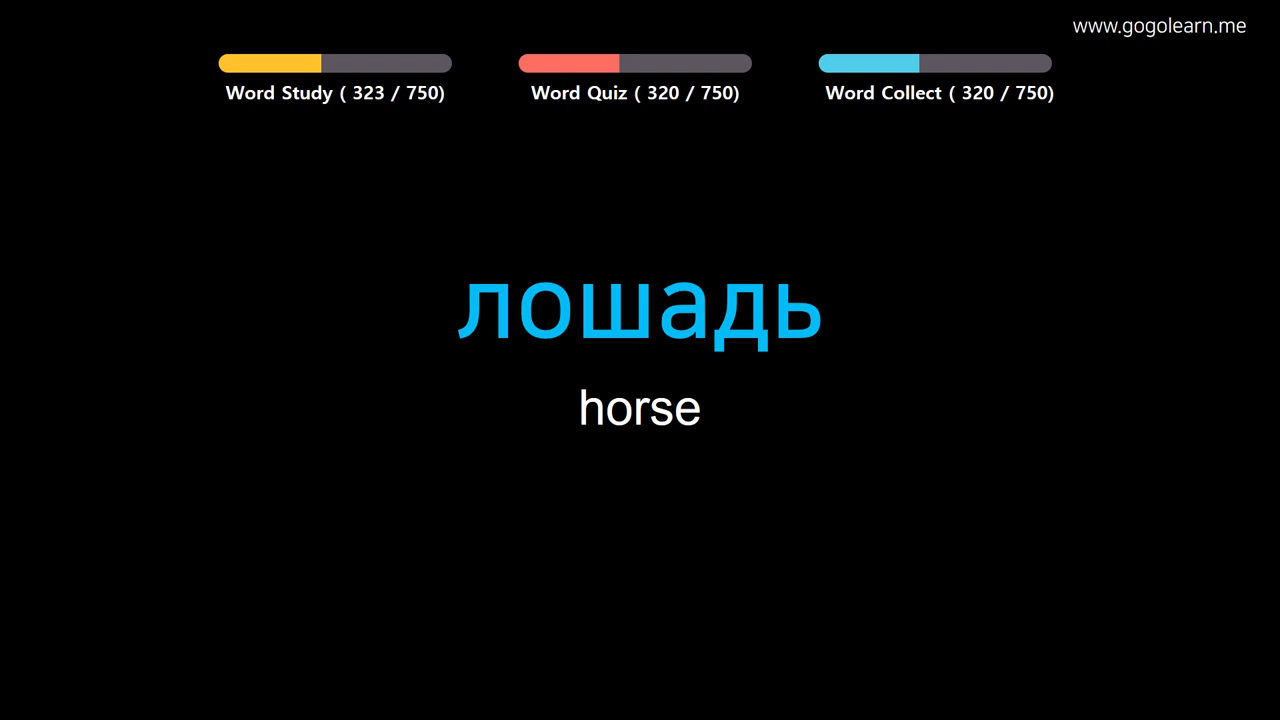 www.gogolearn.me
Word Study ( 323 / 750)
Word Quiz ( 320 / 750)
Word Collect ( 320 / 750)
лошадь
horse